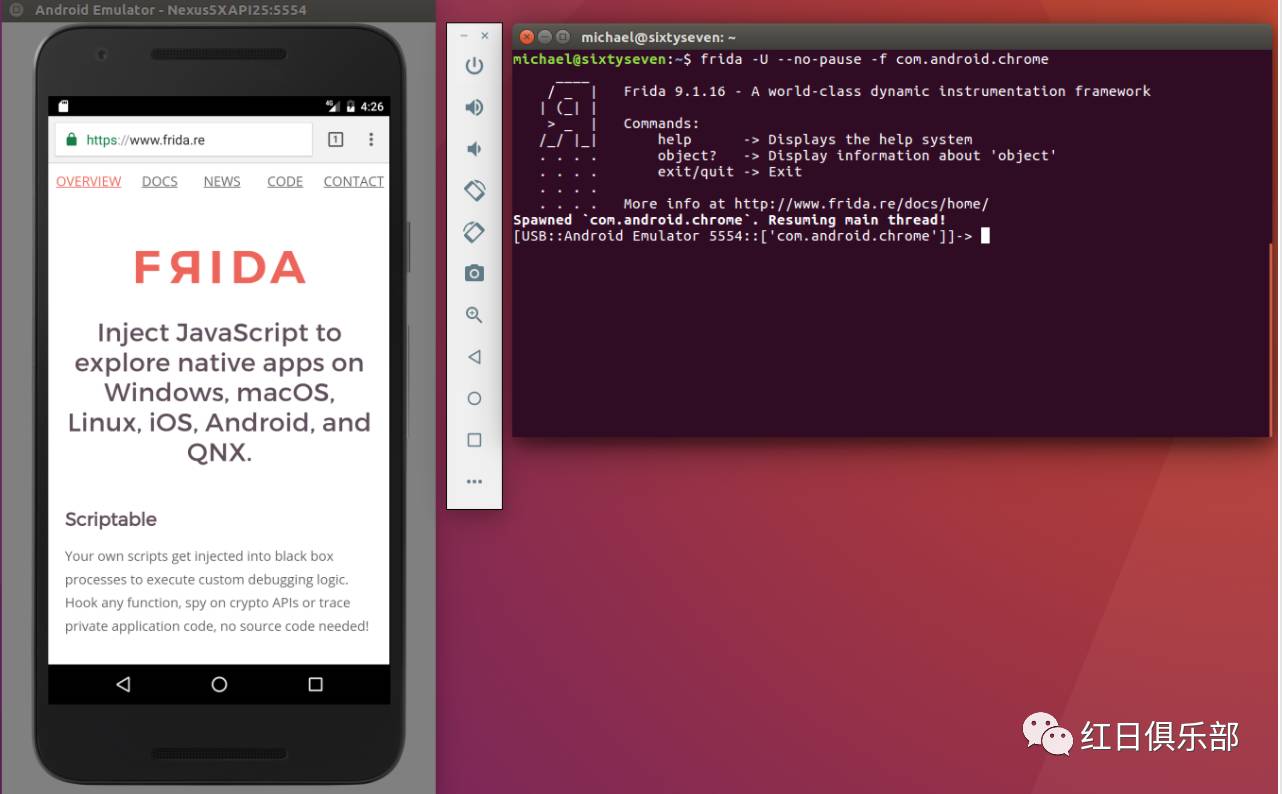 Android Emulator - Nexus5XAPI25:5554
4G 4:26
https://www.frida.re
1
OVERVIEW DOCS NEWS CODE CONTACT
FЯIDA
Inject JavaScript to
explore native apps on
Windows, macOS,
Linux, iOS, Android, and
QNX.
Scriptable
Your own scripts get injected into black box
processes to execute custom debugging logic.
Hook any function, spy on crypto APIs or trace
private application code, no source code needed!
michael@sixtyseven: ~
michael@sixtyseven:~$ frida -U --no-pause -f com.android.chrome
     ____
    / _  |   Frida 9.1.16 - A world-class dynamic instrumentation framework
   | (_| |
    > _  |   Commands:
   /_/ |_|       help      -> Displays the help system
   . . . .       object?   -> Display information about 'object'
   . . . .       exit/quit -> Exit
   . . . .
   . . . .   More info at http://www.frida.re/docs/home/
Spawned `com.android.chrome`. Resuming main thread!
[USB::Android Emulator 5554::['com.android.chrome']]->
红日俱乐部